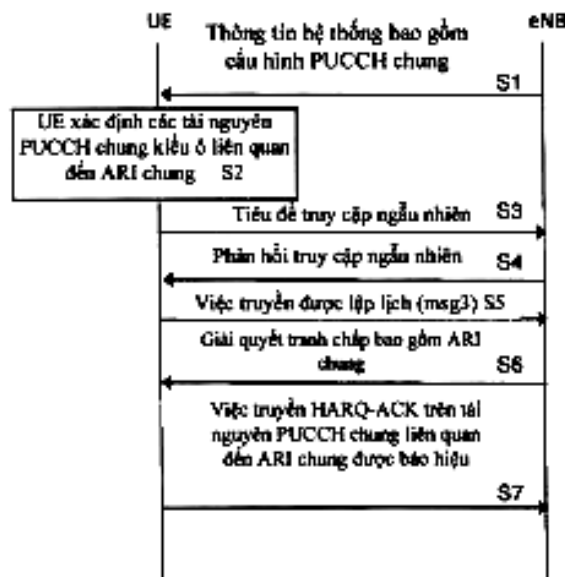 UE
eNB
Thông tin hệ thống bao gồm
cấu hình PUCCH chung
S1
UE xác định các tài nguyên
PUCCH chung kiểu ô liên quan
đến ARI chung S2
Tiêu đề truy cập ngẫu nhiên S3
Phản hồi truy cập ngẫu nhiên S4
Việc truyền được lập lịch (msg3) S5
Giải quyết tranh chấp bao gồm ARI
chung S6
Việc truyền HARQ-ACK trên tài
nguyên PUCCH chung liên quan
đến ARI chung được báo hiệu
S7